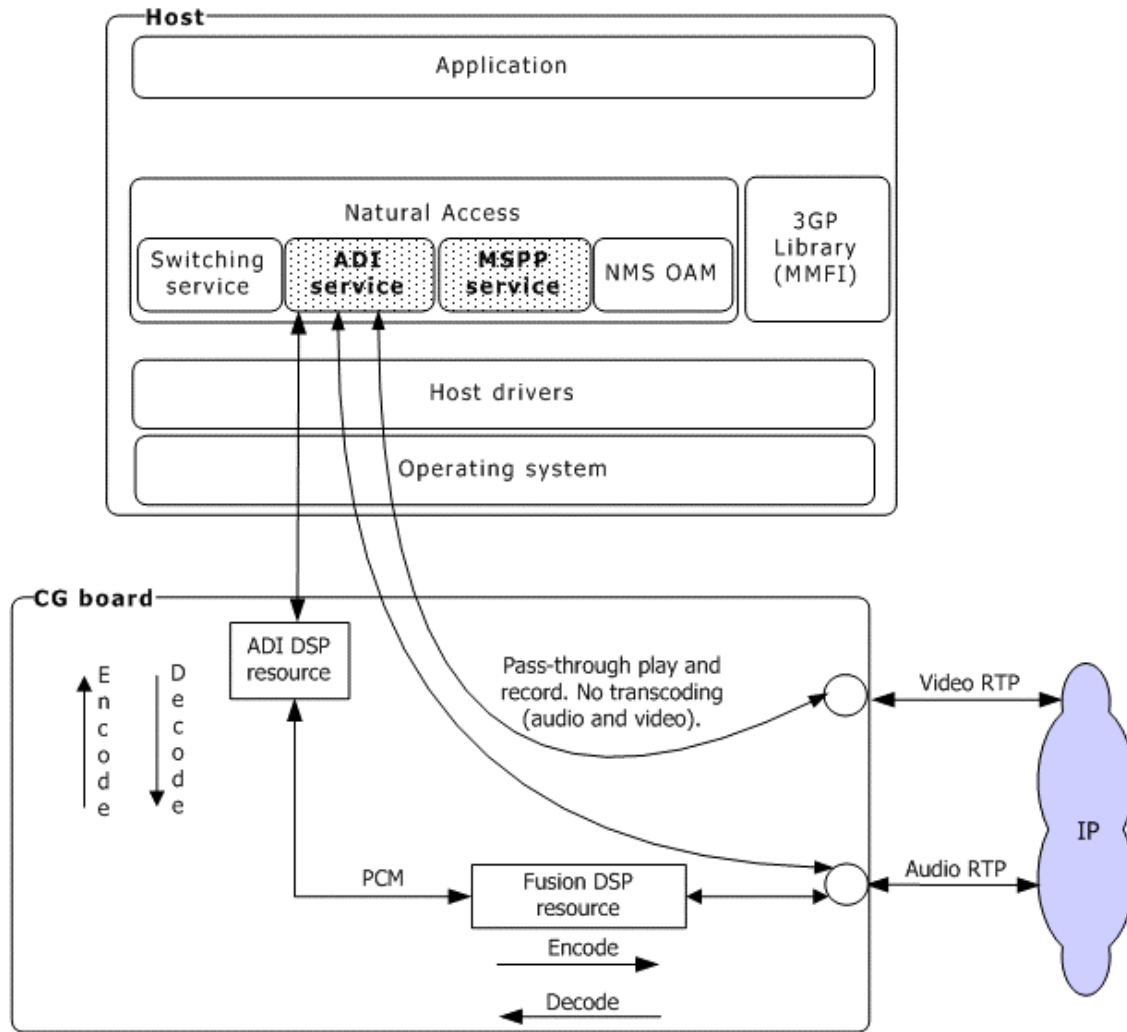 Host
Application
Natural Access
Switching
service
ADI
service
MSPP
service
NMS OAM
3GP
Library
(MMFI)
Host drivers
Operating system
CG board
ADI DSP
resource
Encode
Decode
Pass-through play and
record. No transcoding
(audio and video).
Video RTP
IP
Audio RTP
PCM
Fusion DSP
resource
Encode
Decode